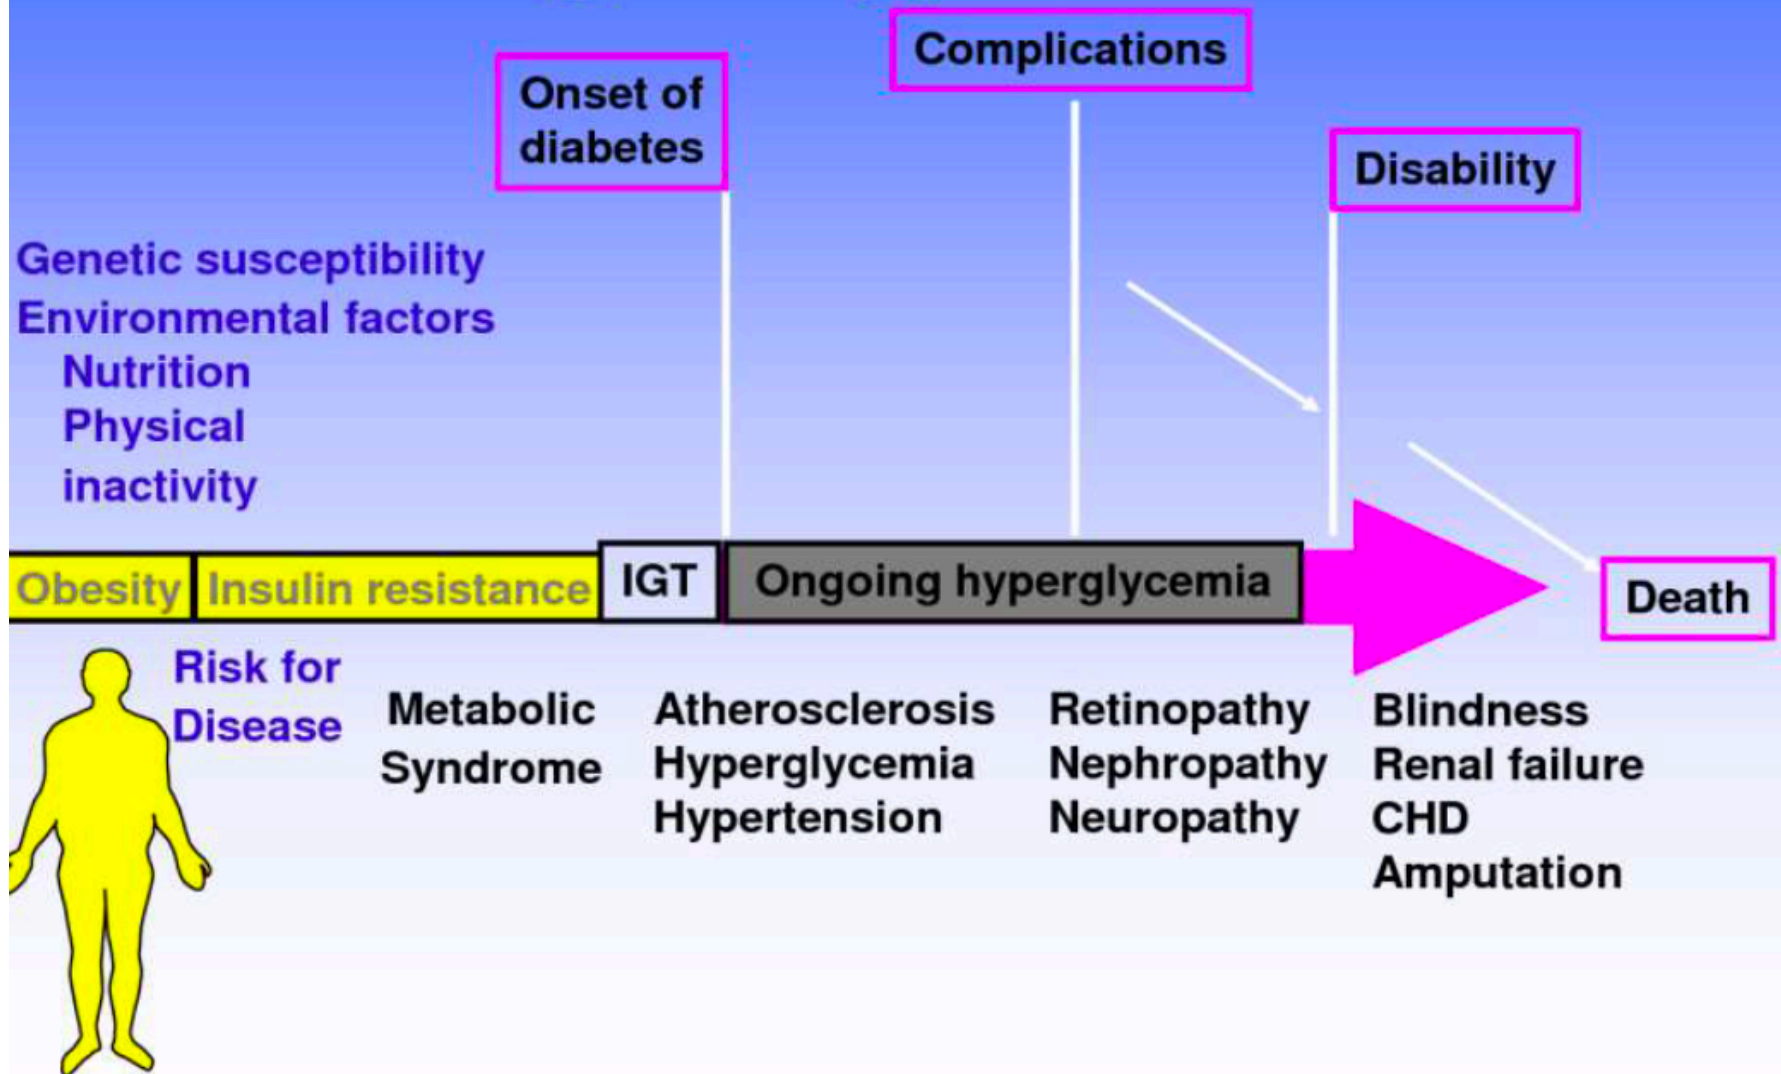 Complications
Onset of
diabetes
Disability
Genetic susceptibility
Environmental factors
Nutrition
Physical
inactivity
Obesity
Insulin resistance
IGT
Ongoing hyperglycemia
Death
Risk for
Disease
Metabolic
Syndrome
Atherosclerosis
Hyperglycemia
Hypertension
Retinopathy
Nephropathy
Neuropathy
Blindness
Renal failure
CHD
Amputation